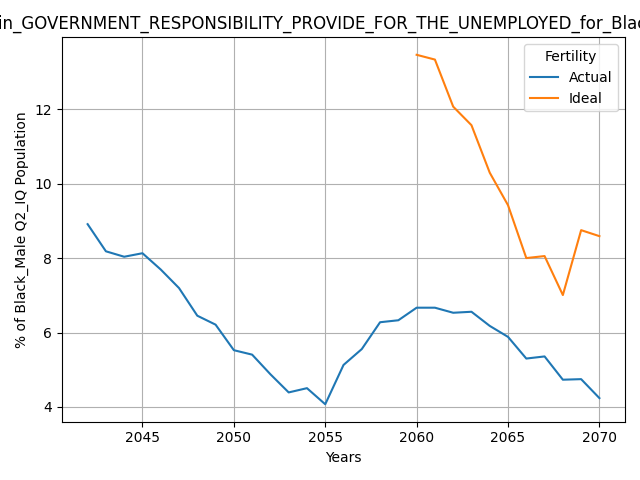 in_GOVERNMENT_RESPONSIBILITY_PROVIDE_FOR_THE_UNEMPLOYED_for_Blac
Fertility
Actual
Ideal
% of Black_Male Q2_IQ Population
12
10
8
6
4
2045
2050
2055
2060
2065
2070
Years